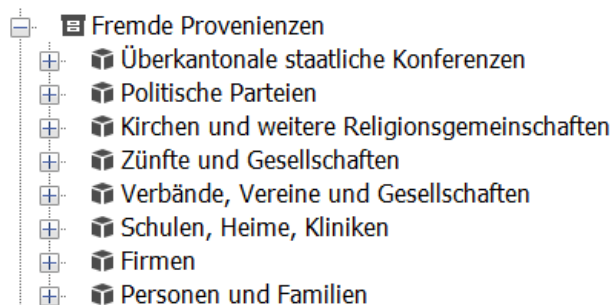 Fremde Provenienzen
Überkantonale staatliche Konferenzen
Politische Parteien
Kirchen und weitere Religionsgemeinschaften
Zünfte und Gesellschaften
Verbände, Vereine und Gesellschaften
Schulen, Heime, Kliniken
Firmen
Personen und Familien